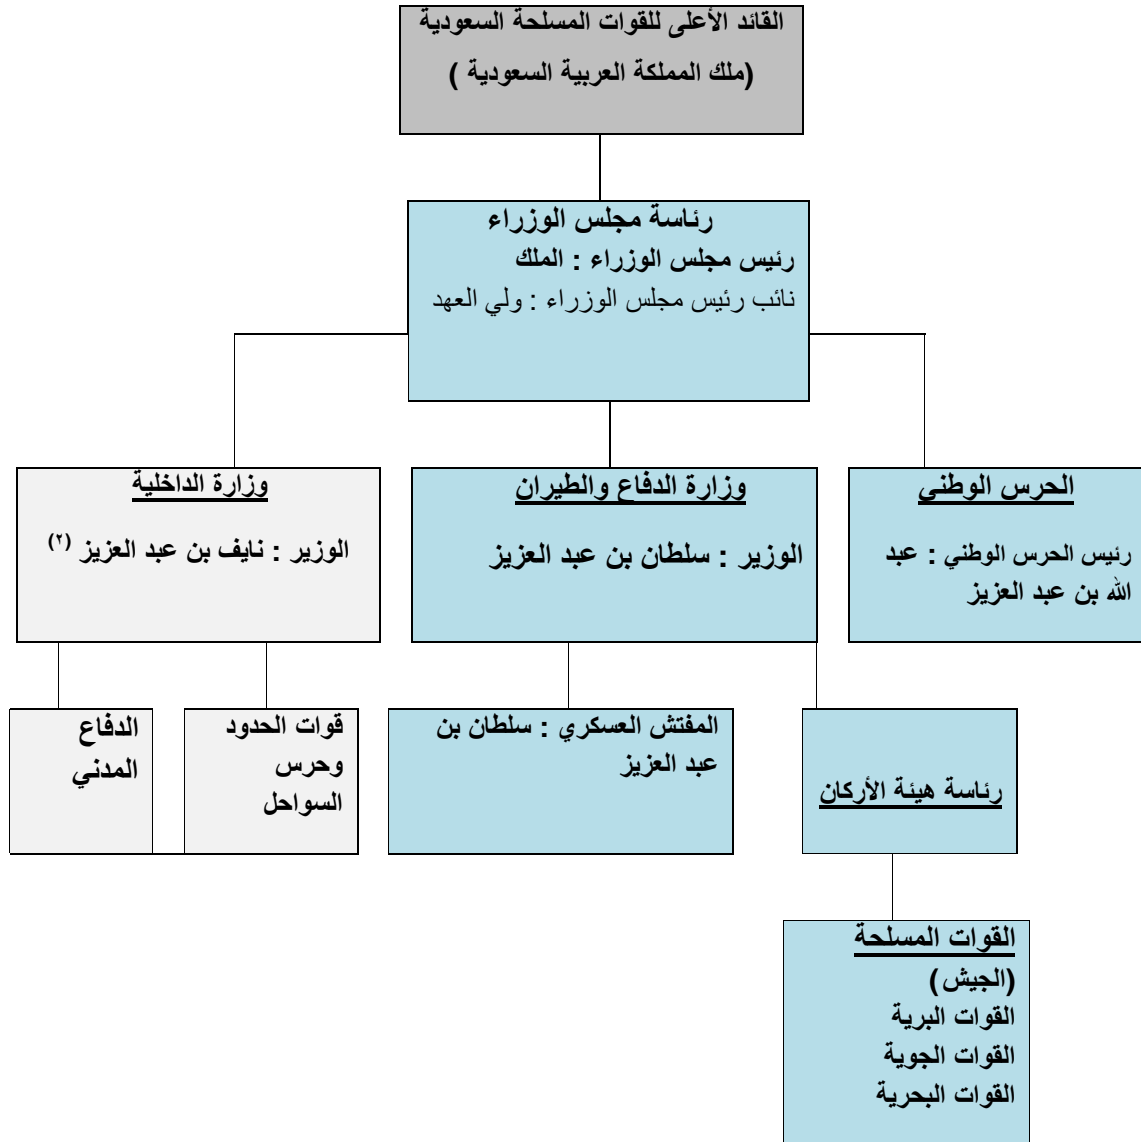 القائد الأعلى للقوات المسلحة السعودية
(ملك المملكة العربية السعودية )
رئاسة مجلس الوزراء
رئيس مجلس الوزراء : الملك
نائب رئيس مجلس الوزراء : ولي العهد
الحرس الوطني
رئيس الحرس الوطني : عبد
الله بن عبد العزيز
وزارة الدفاع والطيران
الوزير : سلطان بن عبد العزيز
وزارة الداخلية
الوزير : نايف بن عبد العزيز (٢)
رئاسة هيئة الأركان
المفتش العسكري : سلطان بن
عبد العزيز
قوات الحدود
وحرس
السواحل
الدفاع
المدني
القوات المسلحة
(الجيش)
القوات البرية
القوات الجوية
القوات البحرية